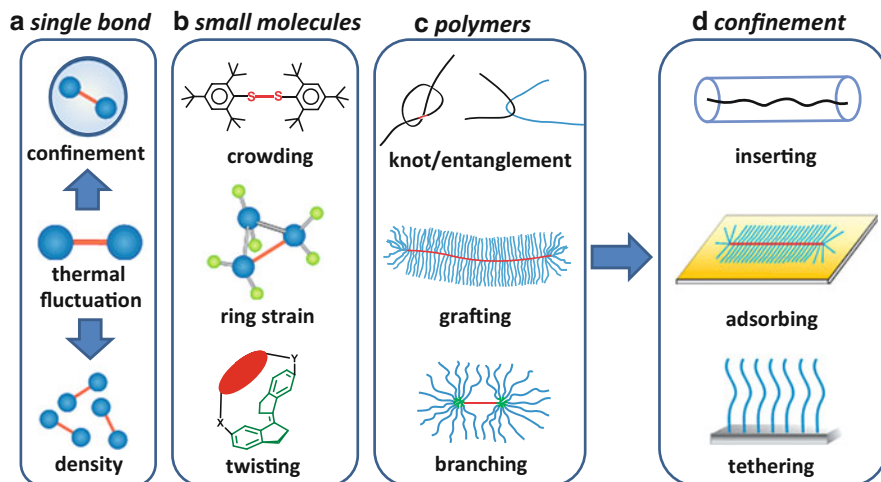 a single bond
confinement
thermal
fluctuation
density
b small molecules
S S
crowding
ring strain
Y
X
twisting
c polymers
knot/entanglement
grafting
branching
d confinement
inserting
adsorbing
tethering